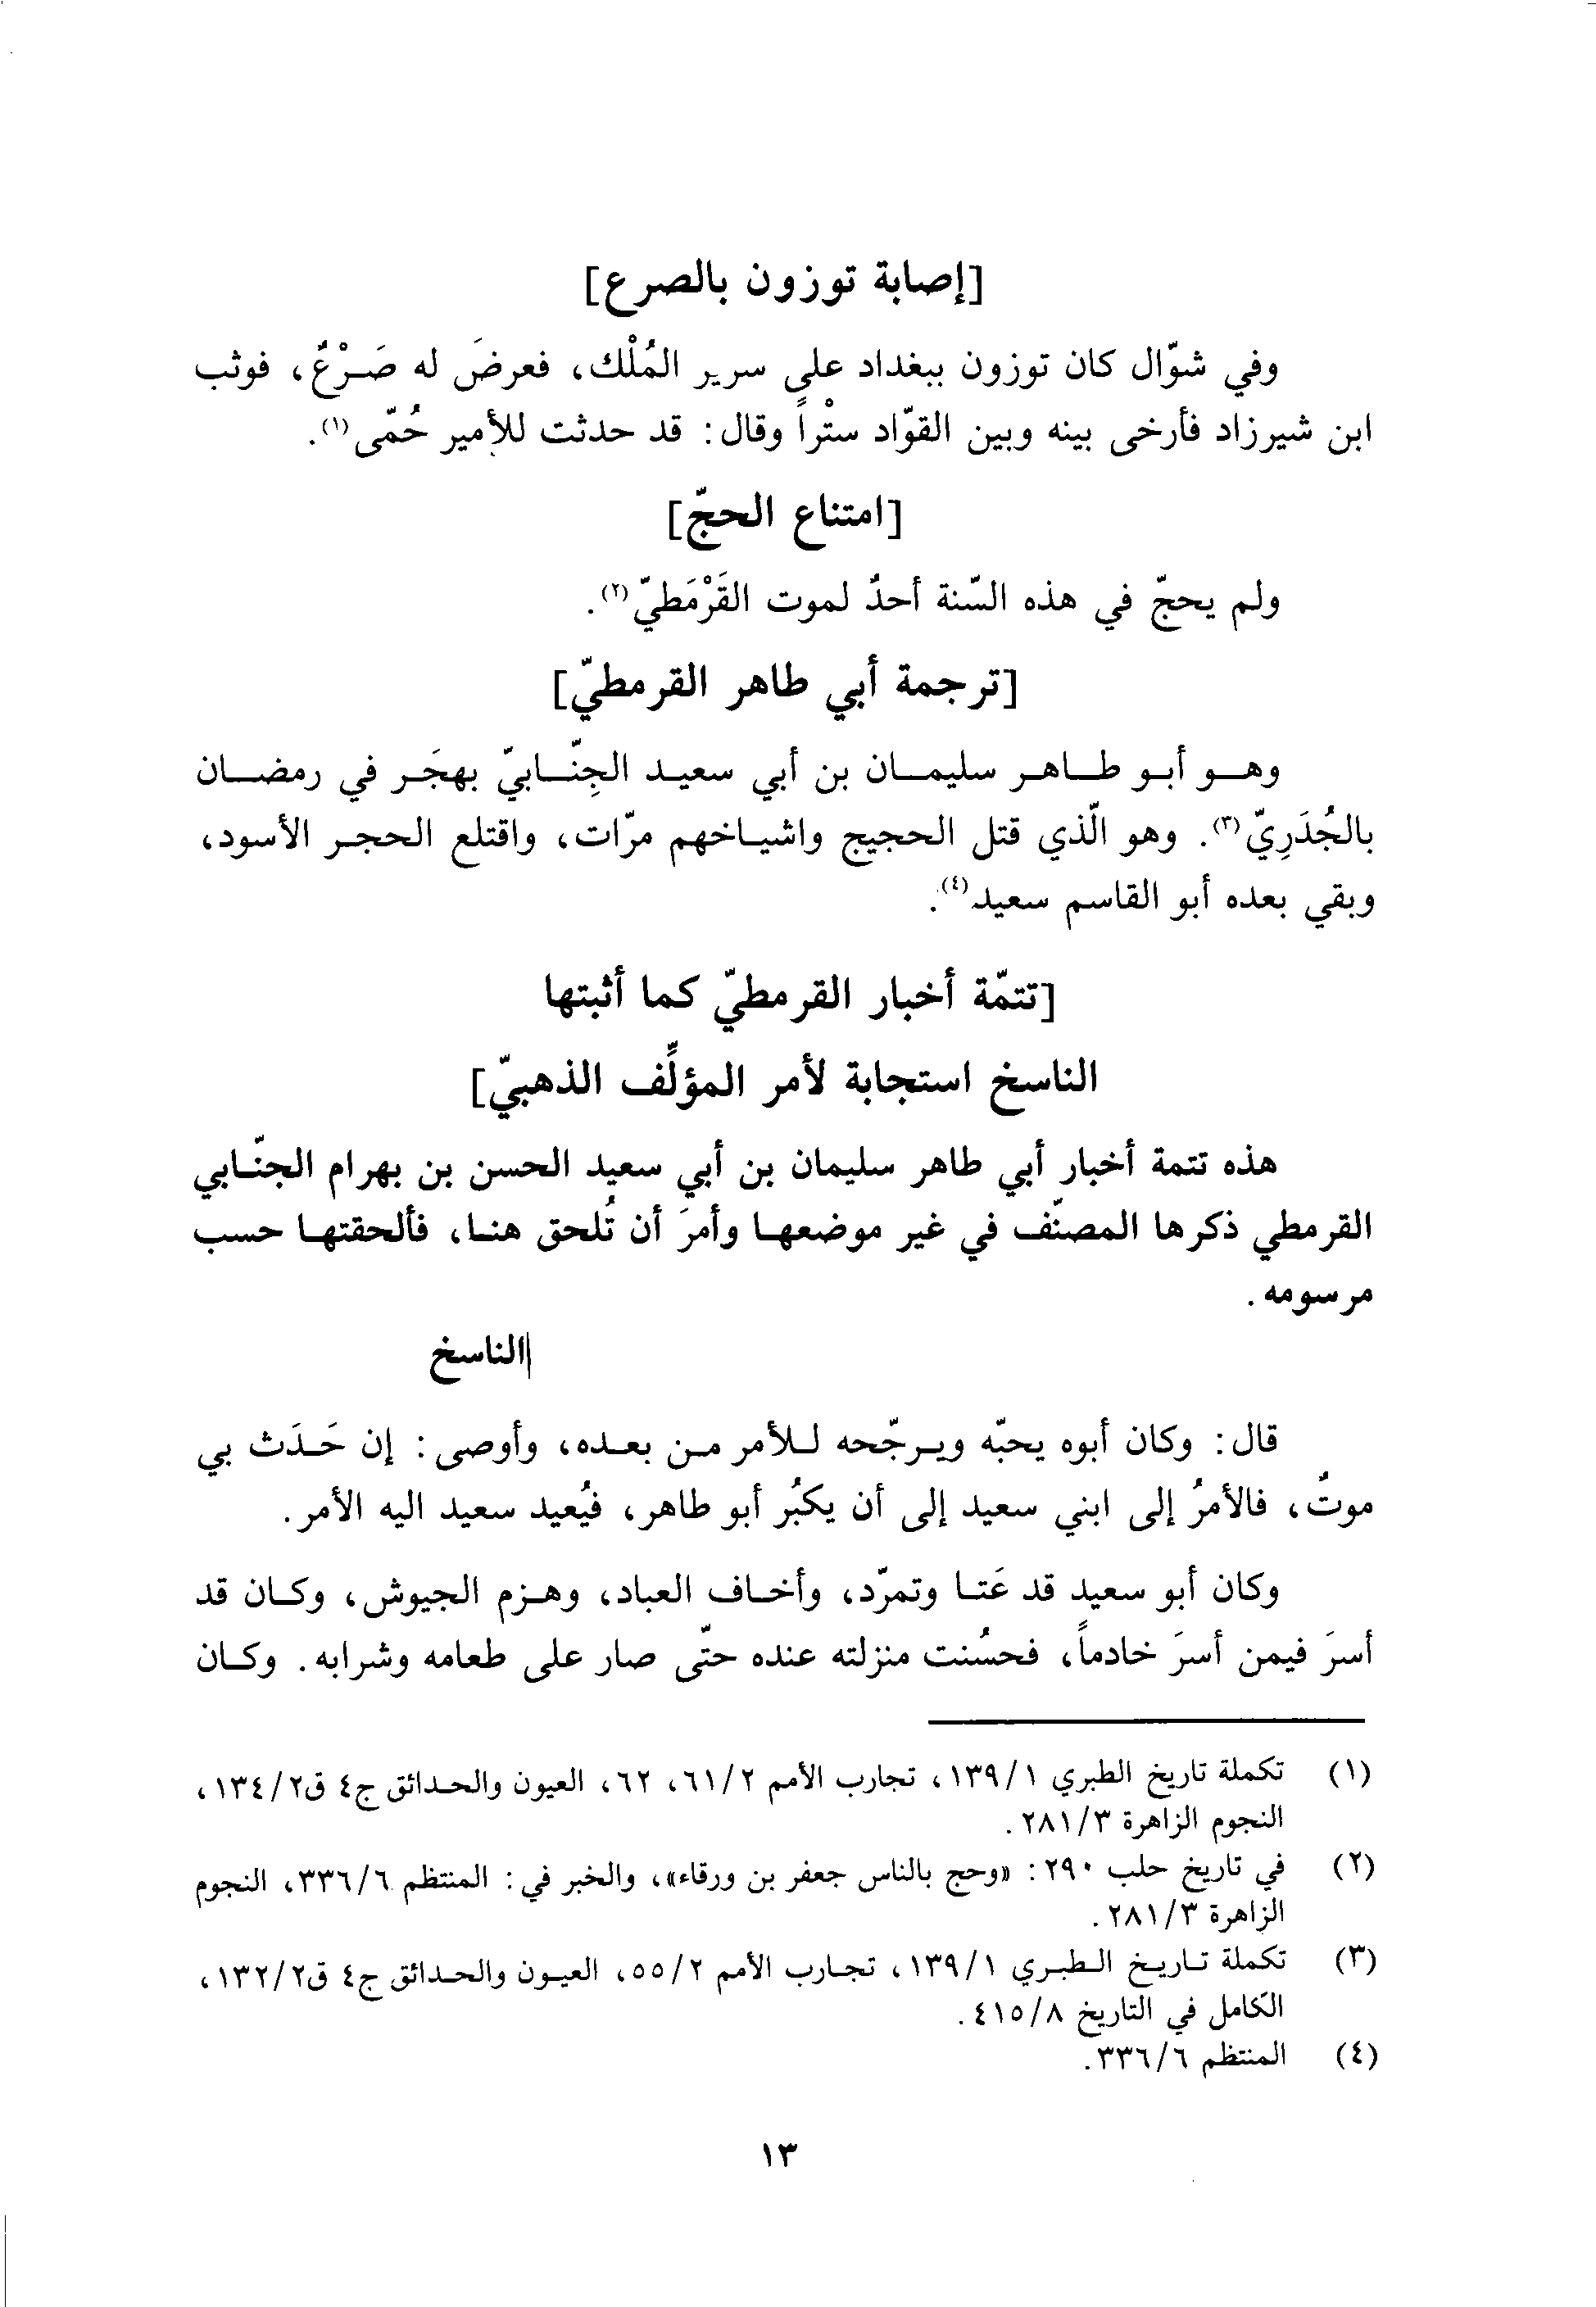 [إصابة توزون بالصرع]
وفي شوّال كان توزون ببغداد على سرير المُلْك، فعرضَ له صَرْعٌ، فوثب
ابن شيرزاد فأرخى بينه وبين القوّاد ستْراً وقال: قد حدثت للأمير حُمّى(١).
[امتناع الحجّ]
ولم يحجّ في هذه السّنة أحدٌ لموت القَرْمَطيّ(٢).
[ترجمة أبي طاهر القرمطيّ]
وهو أبو طاهر سليمان بن أبي سعيد الجِنّابيّ بهجَر في رمضان
بالجُدَرِيّ(٣). وهو الّذي قتل الحجيج واشياخهم مرّات، واقتلع الحجر الأسود،
وبقي بعده أبو القاسم سعيد(٤).
[تتمّة أخبار القرمطيّ كما أثبتها
الناسخ استجابة لأمر المؤلِّف الذهبيّ]
هذه تتمة أخبار أبي طاهر سليمان بن أبي سعيد الحسن بن بهرام الجنّابي
القرمطي ذكرها المصنّف في غير موضعها وأمرَ أن تُلحق هنا، فألحقتها حسب
مرسومه.
الناسخ
قال: وكان أبوه يحبّه ويرجّحه للأمر من بعده، وأوصى: إن حَدَث بي
موتٌ، فالأمرُ إلى ابني سعيد إلى أن يكبُر أبو طاهر، فيُعيد سعيد اليه الأمر.
وكان أبو سعيد قد عَتا وتمرّد، وأخاف العباد، وهزم الجيوش، وكان قد
أسرَ فيمن أسرَ خادماً، فحسُنت منزلته عنده حتّى صار على طعامه وشرابه. وكان
(١) تكملة تاريخ الطبري ١٣٩/١، تجارب الأمم ٦١/٢، ٦٢، العيون والحدائق ج٤ ق١٣٤/٢،
النجوم الزاهرة ٢٨١/٣.
(٢) في تاريخ حلب ٢٩٠: «وحج بالناس جعفر بن ورقاء»، والخبر في: المنتظم ٣٣٦/٦، النجوم
الزاهرة ٢٨١/٣.
(٣) تكملة تاريخ الطبري ١٣٩/١، تجارب الأمم ٥٥/٢، العيون والحدائق ج٤ ق١٣٢/٢،
الكامل في التاريخ ٤١٥/٨.
(٤) المنتظم ٣٣٦/٦.
١٣